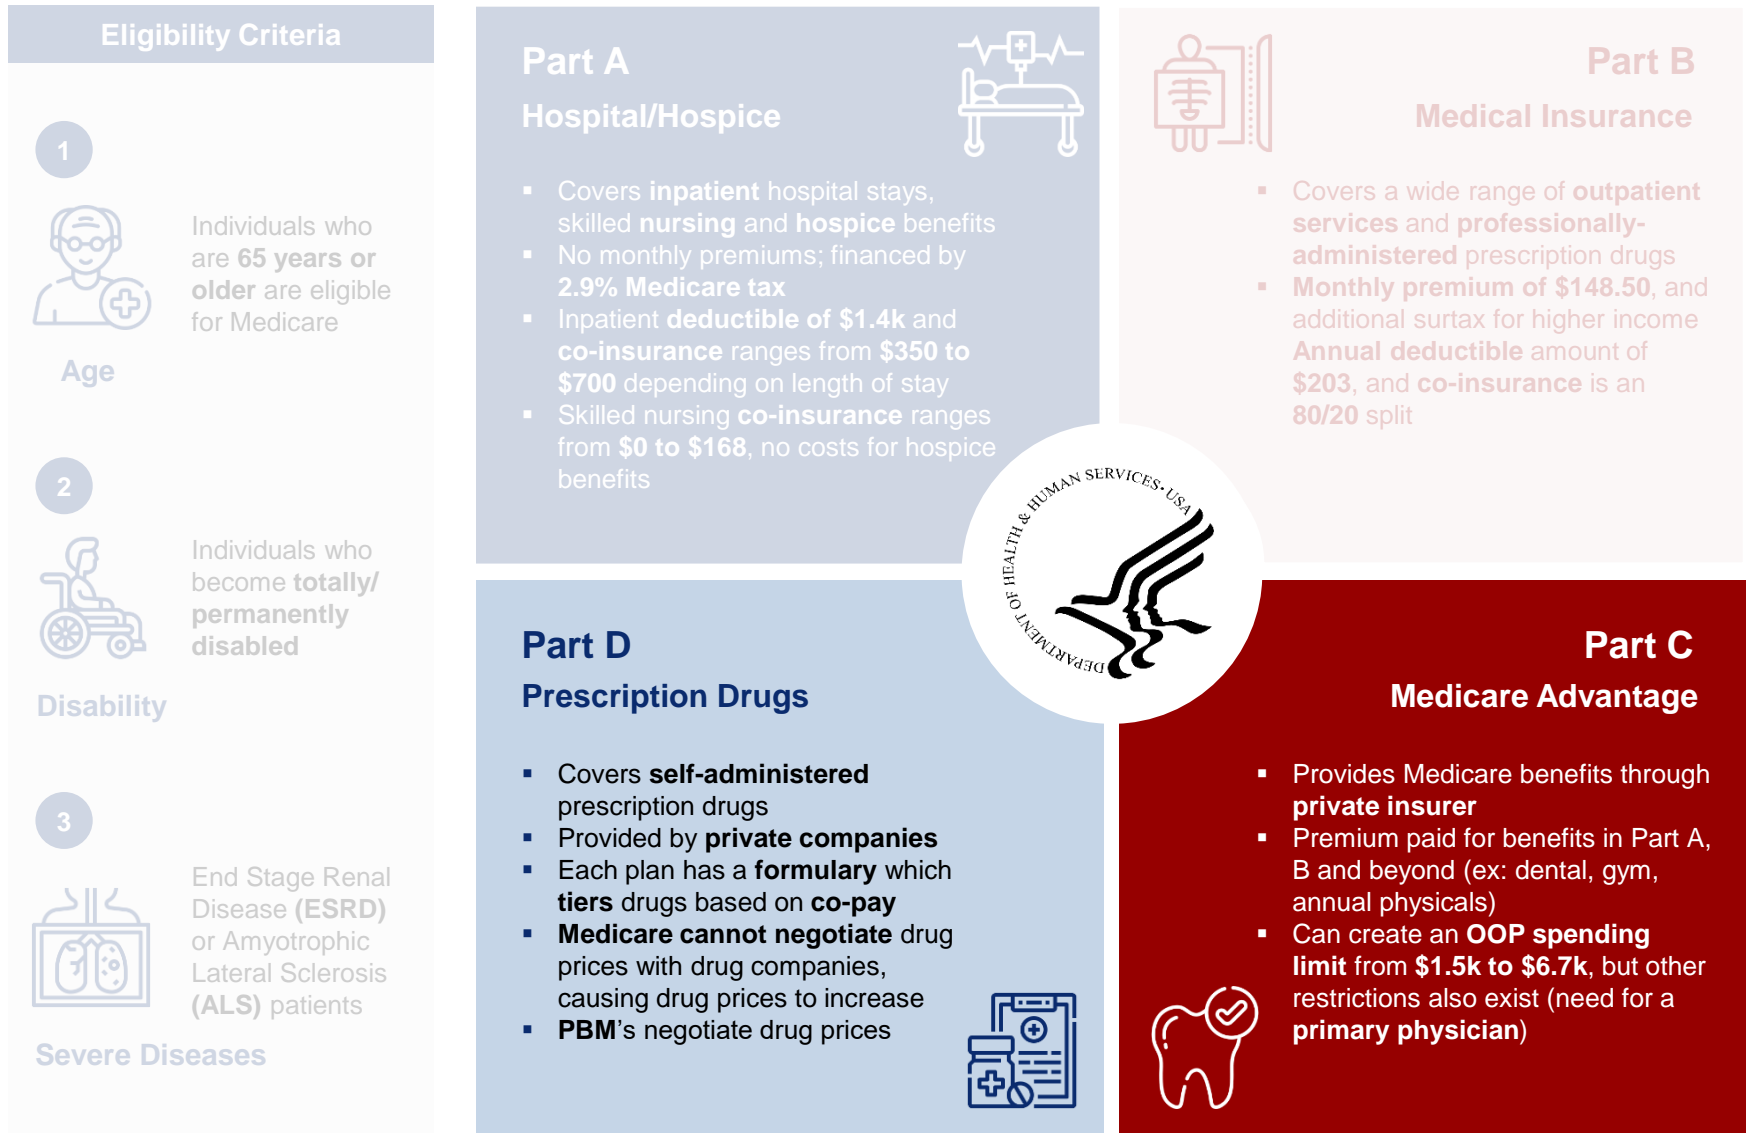 Eligibility Criteria
1
Individuals who
are 65 years or
older are eligible
for Medicare
Age
2
Individuals who
become totally/
permanently
disabled
Disability
3
End Stage Renal
Disease (ESRD)
or Amyotrophic
Lateral Sclerosis
(ALS) patients
Severe Diseases
Part A
Hospital/Hospice
▪ Covers inpatient hospital stays,
skilled nursing and hospice benefits
▪ No monthly premiums; financed by
2.9% Medicare tax
▪ Inpatient deductible of $1.4k and
co-insurance ranges from $350 to
$700 depending on length of stay
▪ Skilled nursing co-insurance ranges
from $0 to $168, no costs for hospice
benefits
Part B
Medical Insurance
▪ Covers a wide range of outpatient
services and professionally-
administered prescription drugs
▪ Monthly premium of $148.50, and
additional surtax for higher income
Annual deductible amount of
$203, and co-insurance is an
80/20 split
DEPARTMENT OF HEALTH & HUMAN SERVICES • USA
Part D
Prescription Drugs
▪ Covers self-administered
prescription drugs
▪ Provided by private companies
▪ Each plan has a formulary which
tiers drugs based on co-pay
▪ Medicare cannot negotiate drug
prices with drug companies,
causing drug prices to increase
▪ PBM's negotiate drug prices
Part C
Medicare Advantage
▪ Provides Medicare benefits through
private insurer
▪ Premium paid for benefits in Part A,
B and beyond (ex: dental, gym,
annual physicals)
▪ Can create an OOP spending
limit from $1.5k to $6.7k, but other
restrictions also exist (need for a
primary physician)